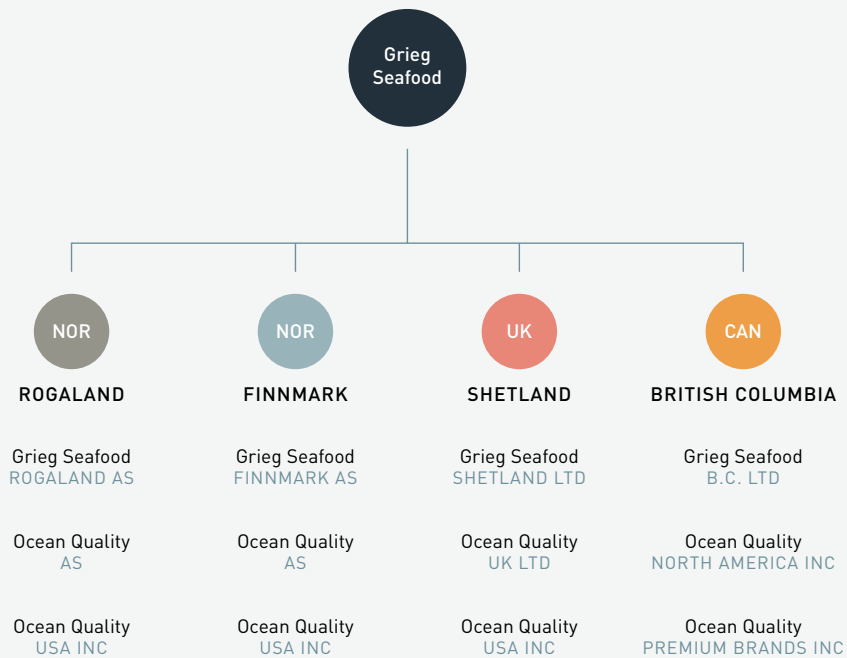 Grieg
Seafood
NOR
NOR
UK
CAN
ROGALAND
FINNMARK
SHETLAND
BRITISH COLUMBIA
Grieg Seafood
ROGALAND AS
Grieg Seafood
FINNMARK AS
Grieg Seafood
SHETLAND LTD
Grieg Seafood
B.C. LTD
Ocean Quality
AS
Ocean Quality
AS
Ocean Quality
UK LTD
Ocean Quality
NORTH AMERICA INC
Ocean Quality
USA INC
Ocean Quality
USA INC
Ocean Quality
USA INC
Ocean Quality
PREMIUM BRANDS INC